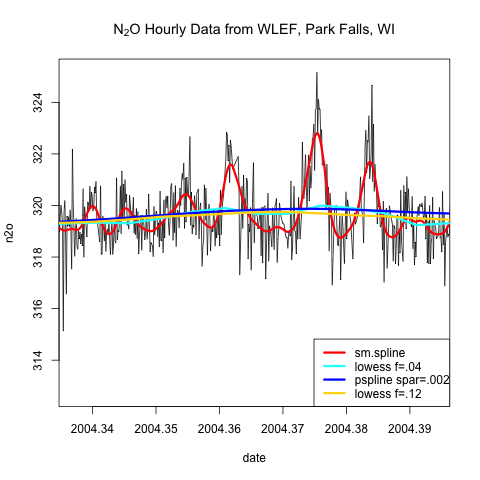 N₂O Hourly Data from WLEF, Park Falls, WI
324
322
320
318
316
314
n2o
sm.spline
lowess f=.04
pspline spar=.002
lowess f=.12
2004.34 2004.35 2004.36 2004.37 2004.38 2004.39
date